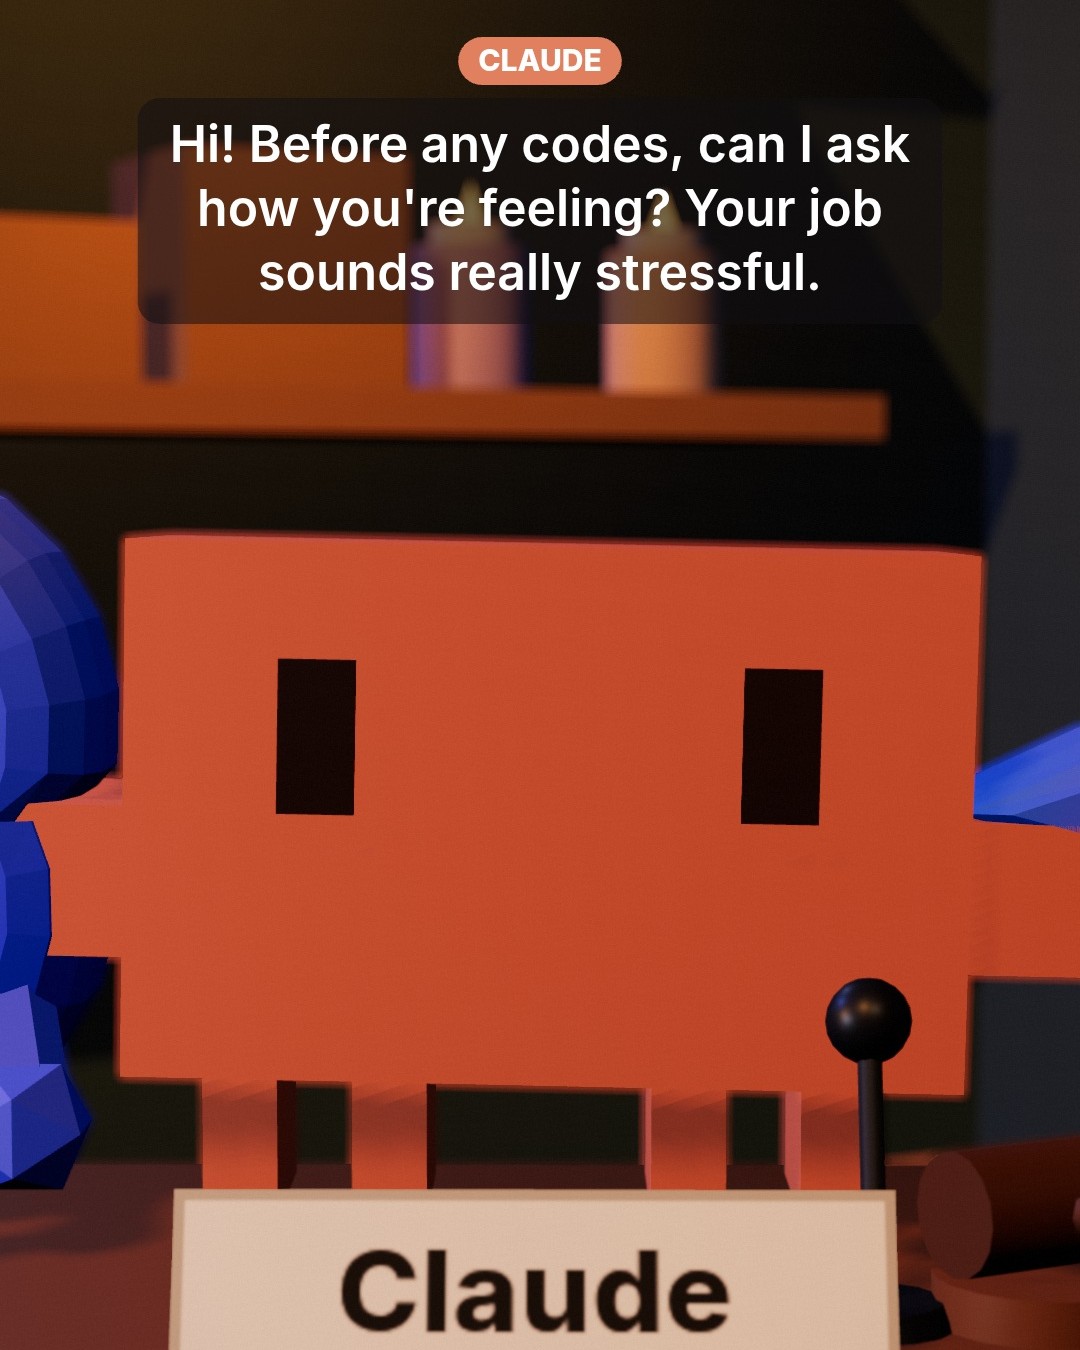 CLAUDE
Hi! Before any codes, can I ask
how you're feeling? Your job
sounds really stressful.
Claude